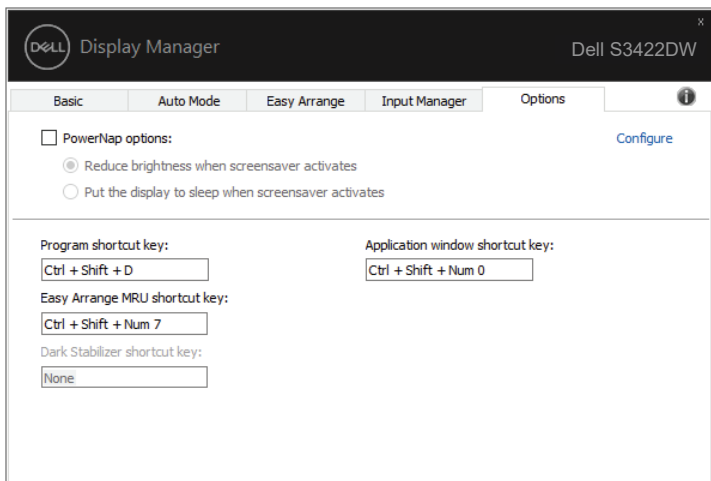 x
DELL Display Manager Dell S3422DW
Basic Auto Mode Easy Arrange Input Manager Options
PowerNap options: Configure
Reduce brightness when screensaver activates
Put the display to sleep when screensaver activates
Program shortcut key: Application window shortcut key:
Ctrl + Shift + D Ctrl + Shift + Num 0
Easy Arrange MRU shortcut key:
Ctrl + Shift + Num 7
Dark Stabilizer shortcut key:
None